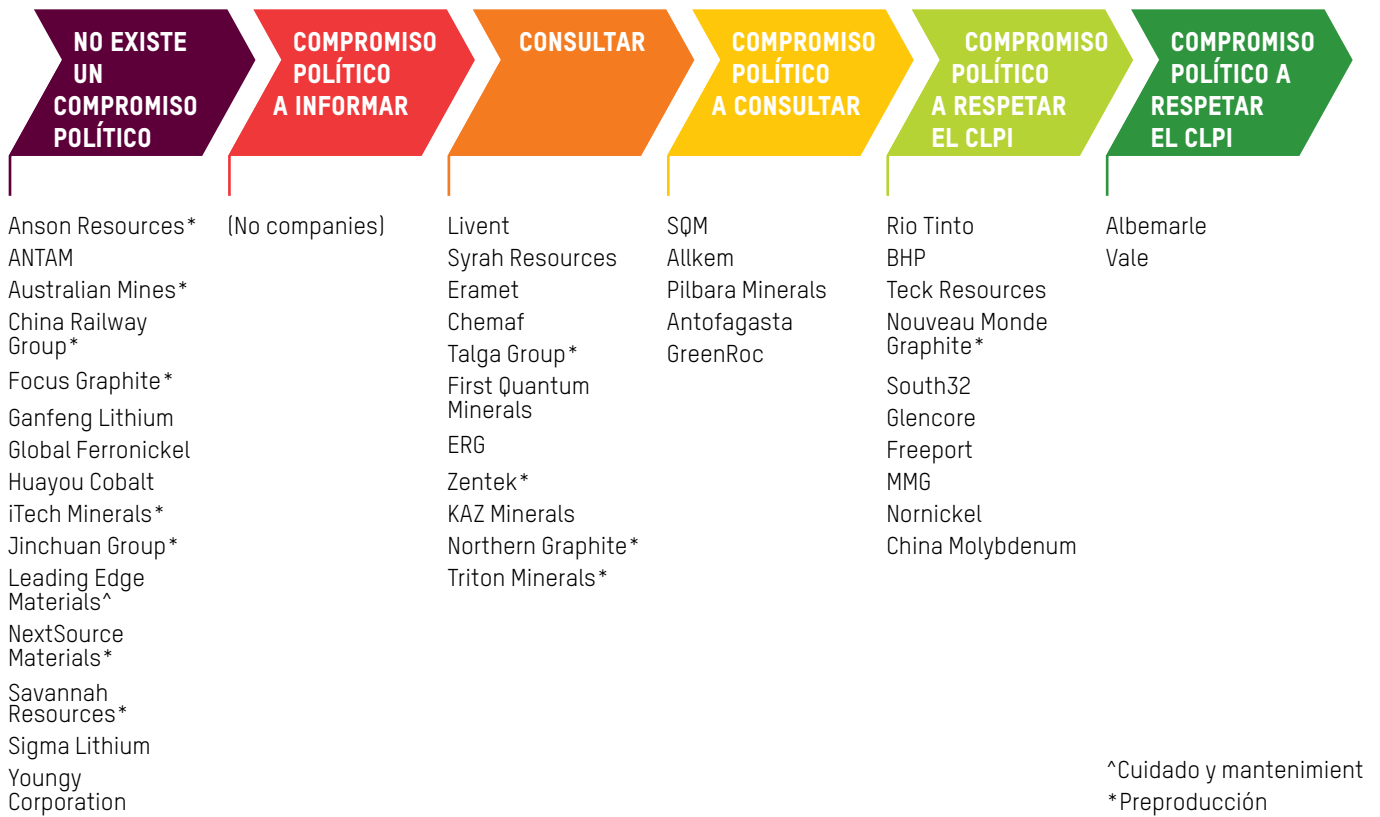 NO EXISTE
UN
COMPROMISO
POLÍTICO
COMPROMISO
POLÍTICO
A INFORMAR
CONSULTAR
COMPROMISO
POLÍTICO
A CONSULTAR
COMPROMISO
POLÍTICO
A RESPETAR
EL CLPI
COMPROMISO
POLÍTICO A
RESPETAR
EL CLPI
Anson Resources*
ANTAM
Australian Mines*
China Railway
Group*
Focus Graphite*
Ganfeng Lithium
Global Ferronickel
Huayou Cobalt
iTech Minerals*
Jinchuan Group*
Leading Edge
Materials^
NextSource
Materials*
Savannah
Resources*
Sigma Lithium
Youngy
Corporation
(No companies)
Livent
Syrah Resources
Eramet
Chemaf
Talga Group*
First Quantum
Minerals
ERG
Zentek*
KAZ Minerals
Northern Graphite*
Triton Minerals*
SQM
Allkem
Pilbara Minerals
Antofagasta
GreenRoc
Rio Tinto
BHP
Teck Resources
Nouveau Monde
Graphite*
South32
Glencore
Freeport
MMG
Nornickel
China Molybdenum
Albemarle
Vale
^Cuidado y mantenimient
*Preproducción